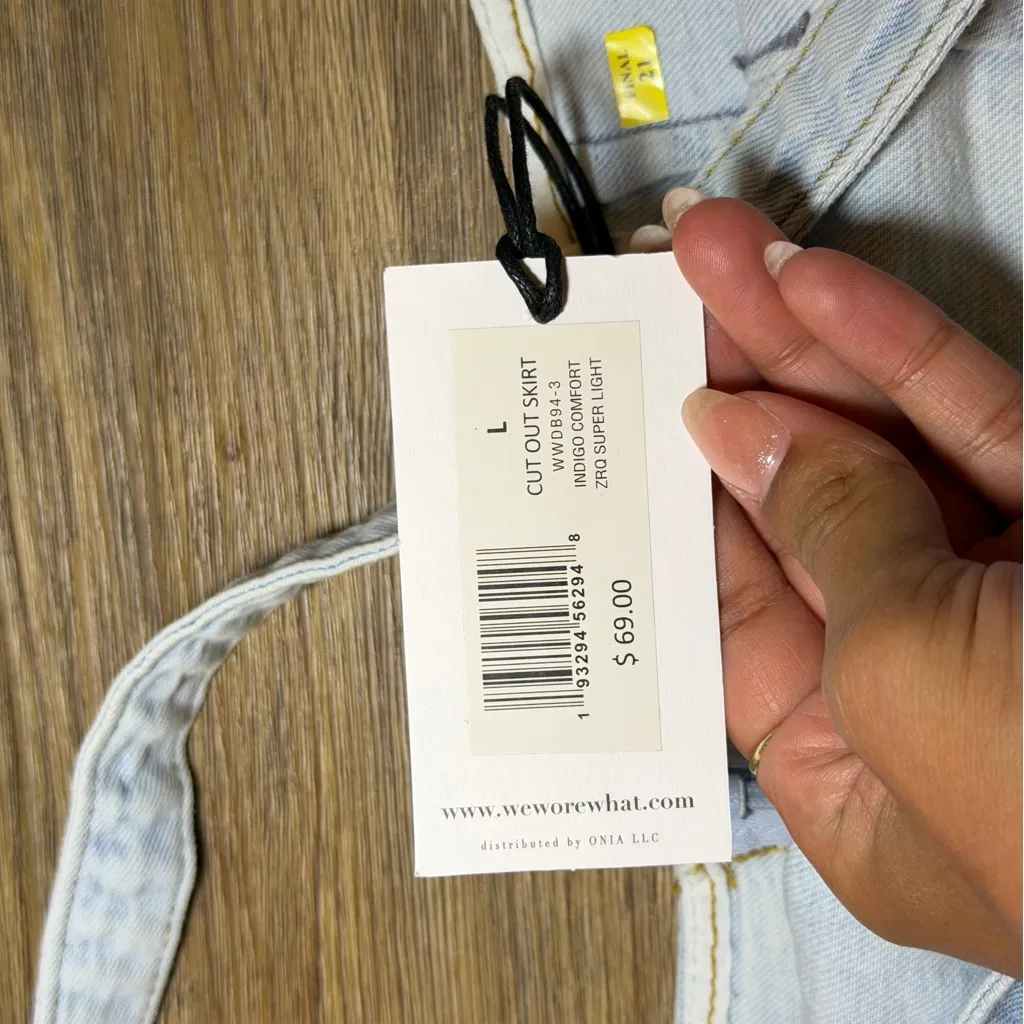 FINAL
21
L
CUT OUT SKIRT
WWDB94-3
INDIGO COMFORT
ZRQ SUPER LIGHT
1 93294 56294 8
$ 69.00
www.weworewhat.com
distributed by ONIA LLC